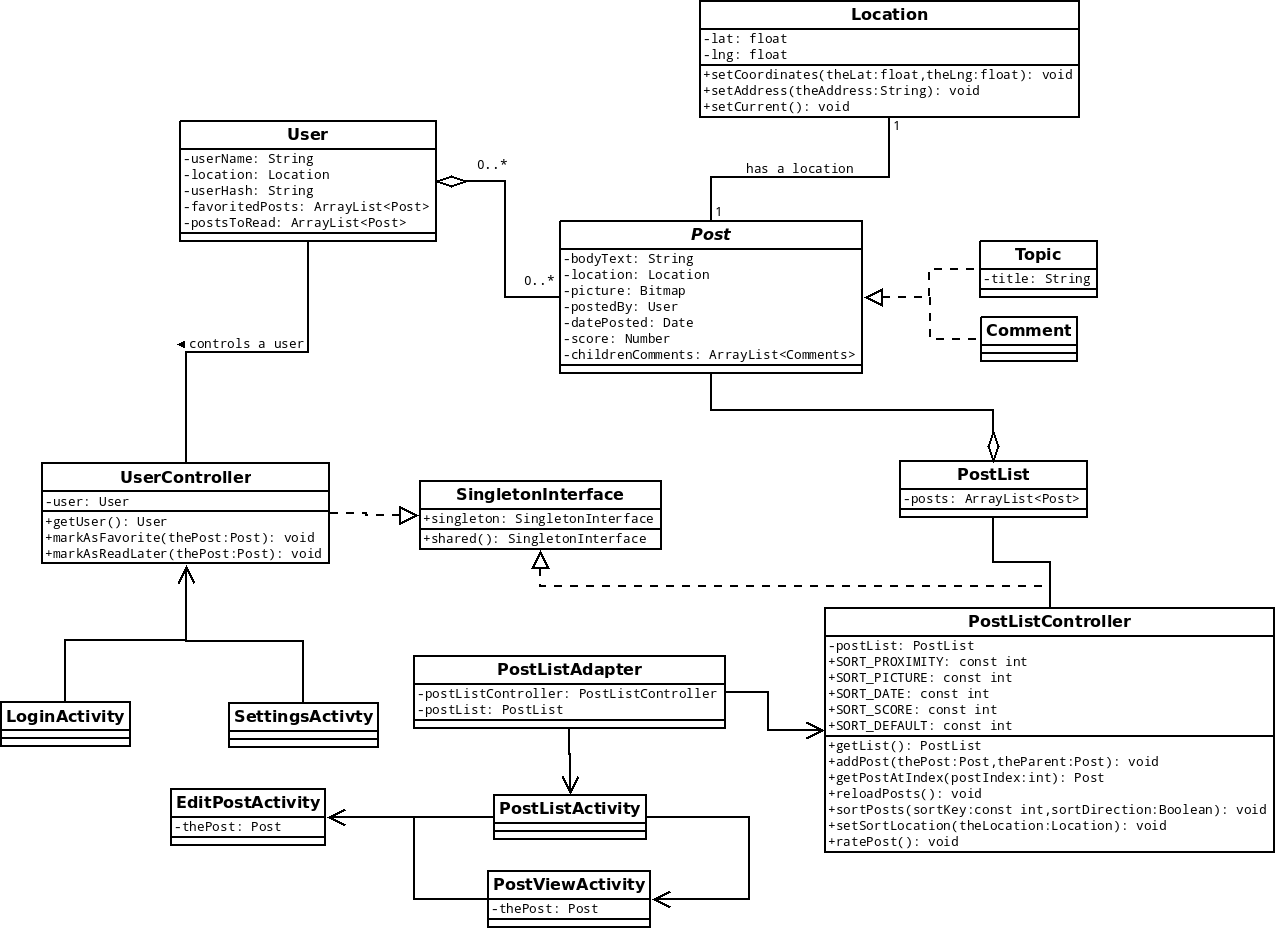 Location
-lat: float
-lng: float
+setCoordinates(theLat:float,theLng:float): void
+setAddress(theAddress:String): void
+setCurrent(): void
1
has a location
1
User
-userName: String
-location: Location
-userHash: String
-favoritedPosts: ArrayList<Post>
-postsToRead: ArrayList<Post>
0..*
0..*
Post
-bodyText: String
-location: Location
-picture: Bitmap
-postedBy: User
-datePosted: Date
-score: Number
-childrenComments: ArrayList<Comments>
Topic
-title: String
Comment
controls a user
UserController
-user: User
+getUser(): User
+markAsFavorite(thePost:Post): void
+markAsReadLater(thePost:Post): void
SingletonInterface
+singleton: SingletonInterface
+shared(): SingletonInterface
PostList
-posts: ArrayList<Post>
PostListController
-postList: PostList
+SORT_PROXIMITY: const int
+SORT_PICTURE: const int
+SORT_DATE: const int
+SORT_SCORE: const int
+SORT_DEFAULT: const int
+getList(): PostList
+addPost(thePost:Post,theParent:Post): void
+getPostAtIndex(postIndex:int): Post
+reloadPosts(): void
+sortPosts(sortKey:const int,sortDirection:Boolean): void
+setSortLocation(theLocation:Location): void
+ratePost(): void
PostListAdapter
-postListController: PostListController
-postList: PostList
LoginActivity
SettingsActivty
EditPostActivity
-thePost: Post
PostListActivity
PostViewActivity
-thePost: Post